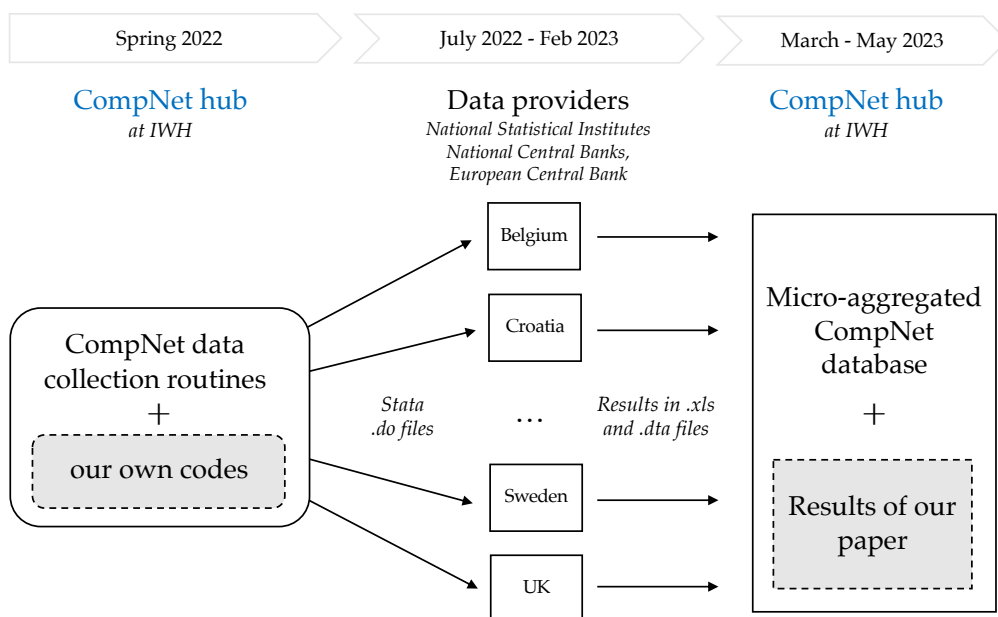 Spring 2022
July 2022 - Feb 2023
March - May 2023
CompNet hub
at IWH
Data providers
National Statistical Institutes
National Central Banks,
European Central Bank
CompNet hub
at IWH
CompNet data
collection routines
+
our own codes
Stata
.do files
Belgium
Croatia
...
Sweden
UK
Results in .xls
and .dta files
Micro-aggregated
CompNet
database
+
Results of our
paper